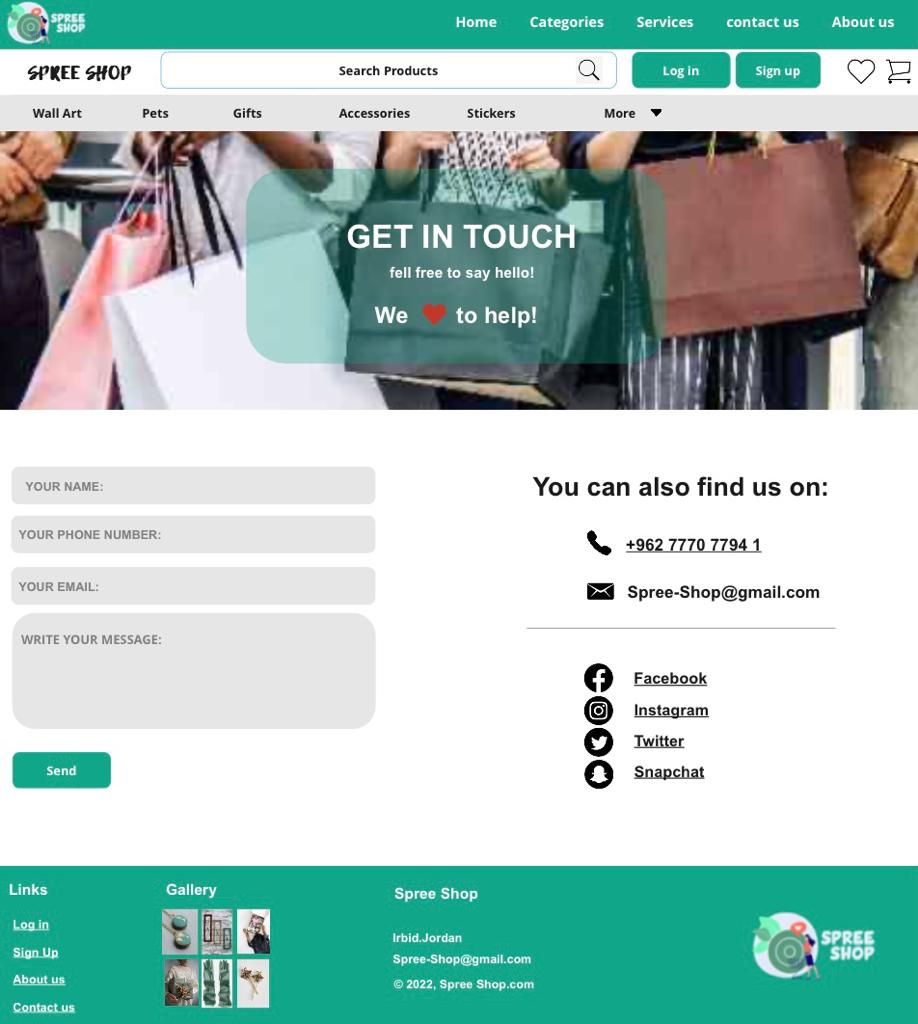 SPREE
SHOP
Home Categories Services contact us About us
SPREE SHOP
Search Products
Log in
Sign up
Wall Art Pets Gifts Accessories Stickers More
GET IN TOUCH
fell free to say hello!
We ❤ to help!
YOUR NAME:
YOUR PHONE NUMBER:
YOUR EMAIL:
WRITE YOUR MESSAGE:
Send
You can also find us on:
+962 7770 7794 1
Spree-Shop@gmail.com
Facebook
Instagram
Twitter
Snapchat
Links
Log in
Sign Up
About us
Contact us
Gallery
Spree Shop
Irbid.Jordan
Spree-Shop@gmail.com
© 2022, Spree Shop.com
SPREE
SHOP